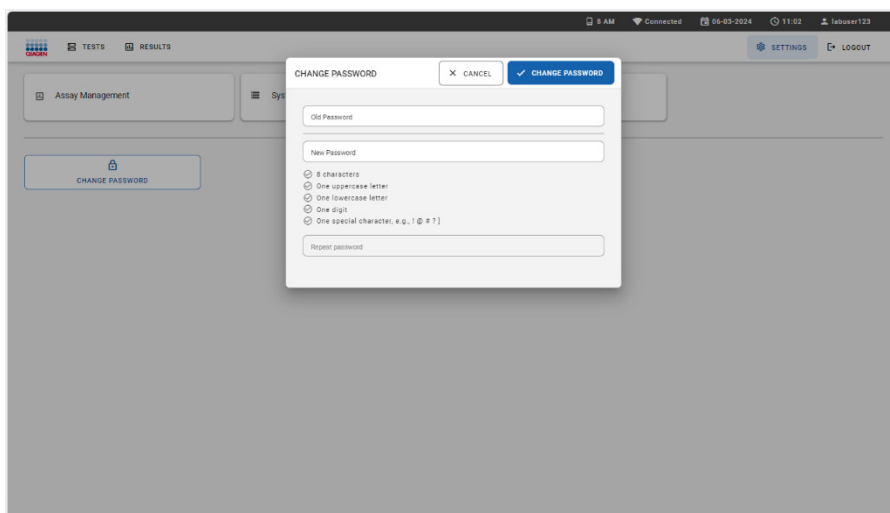 8 AM Connected 06-03-2024 11:02 labuser123
QIAGEN TESTS RESULTS SETTINGS LOGOUT
CHANGE PASSWORD CANCEL CHANGE PASSWORD
Assay Management Sys
Old Password
New Password
CHANGE PASSWORD
8 characters
One uppercase letter
One lowercase letter
One digit
One special character, e.g., ! @ # ? ]
Repeat password